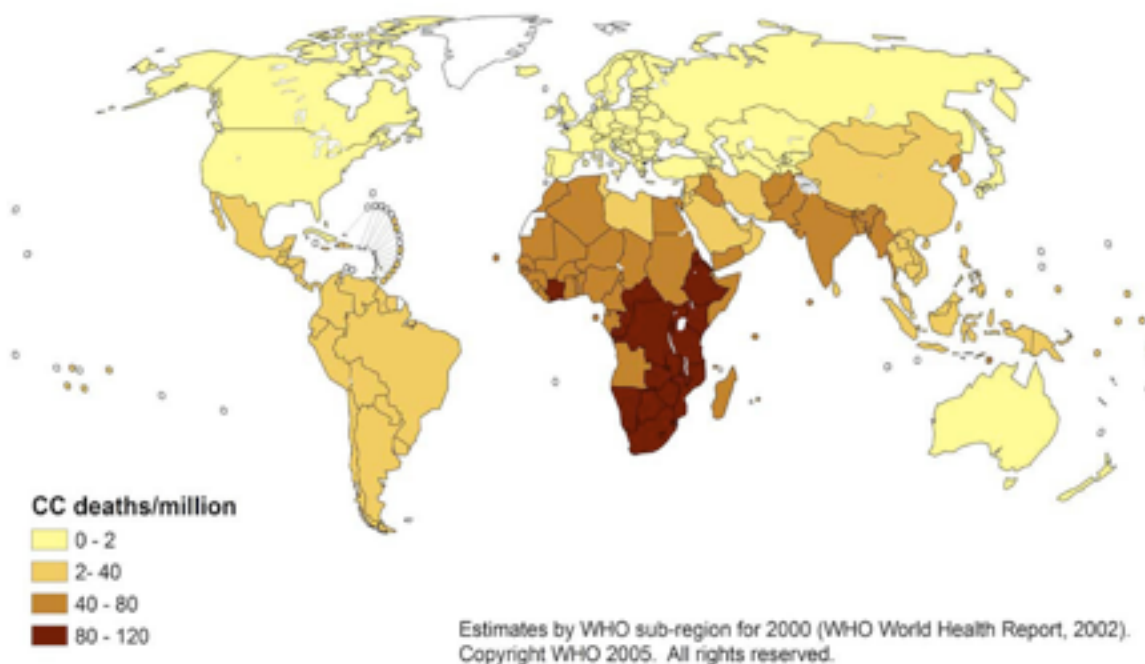 CC deaths/million
0 - 2
2- 40
40 - 80
80 - 120
Estimates by WHO sub-region for 2000 (WHO World Health Report, 2002).
Copyright WHO 2005. All rights reserved.